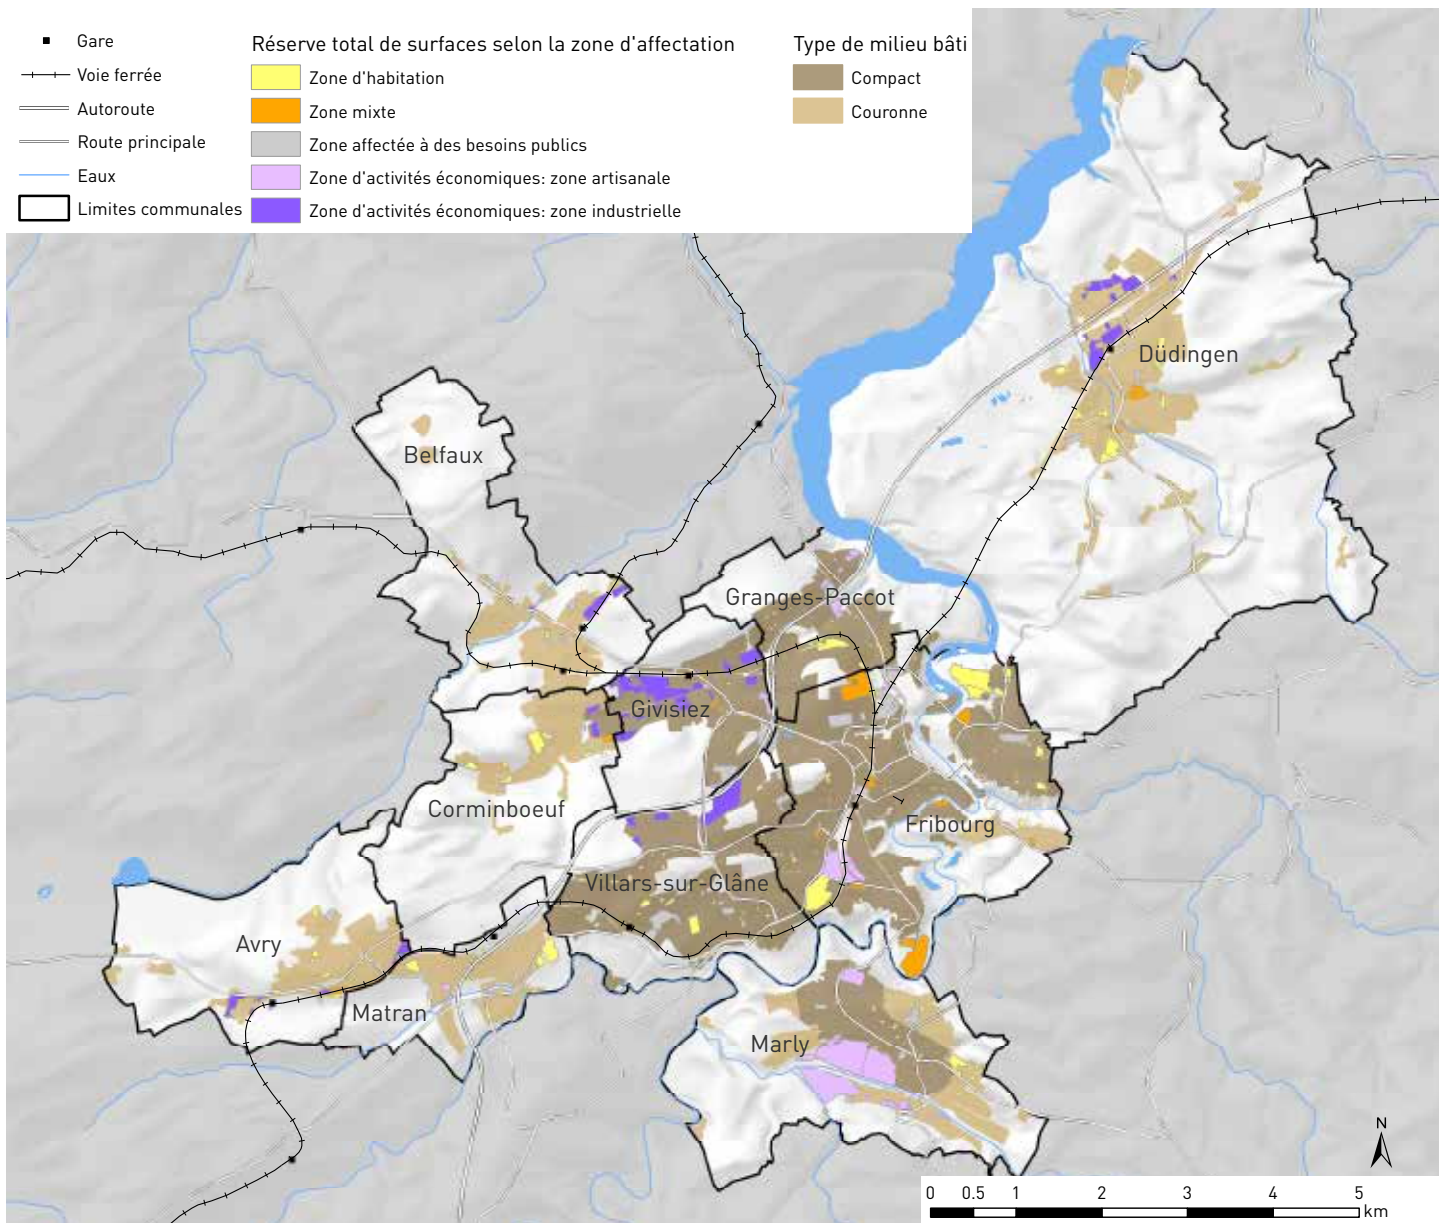 Gare
Voie ferrée
Autoroute
Route principale
Eaux
Limites communales
Réserve total de surfaces selon la zone d'affectation
Zone d'habitation
Zone mixte
Zone affectée à des besoins publics
Zone d'activités économiques: zone artisanale
Zone d'activités économiques: zone industrielle
Type de milieu bâti
Compact
Couronne
Düdingen
Belfaux
Granges-Paccot
Givisiez
Corminboeuf
Fribourg
Villars-sur-Glâne
Avry
Matran
Marly
N
0 0.5 1 2 3 4 5
km